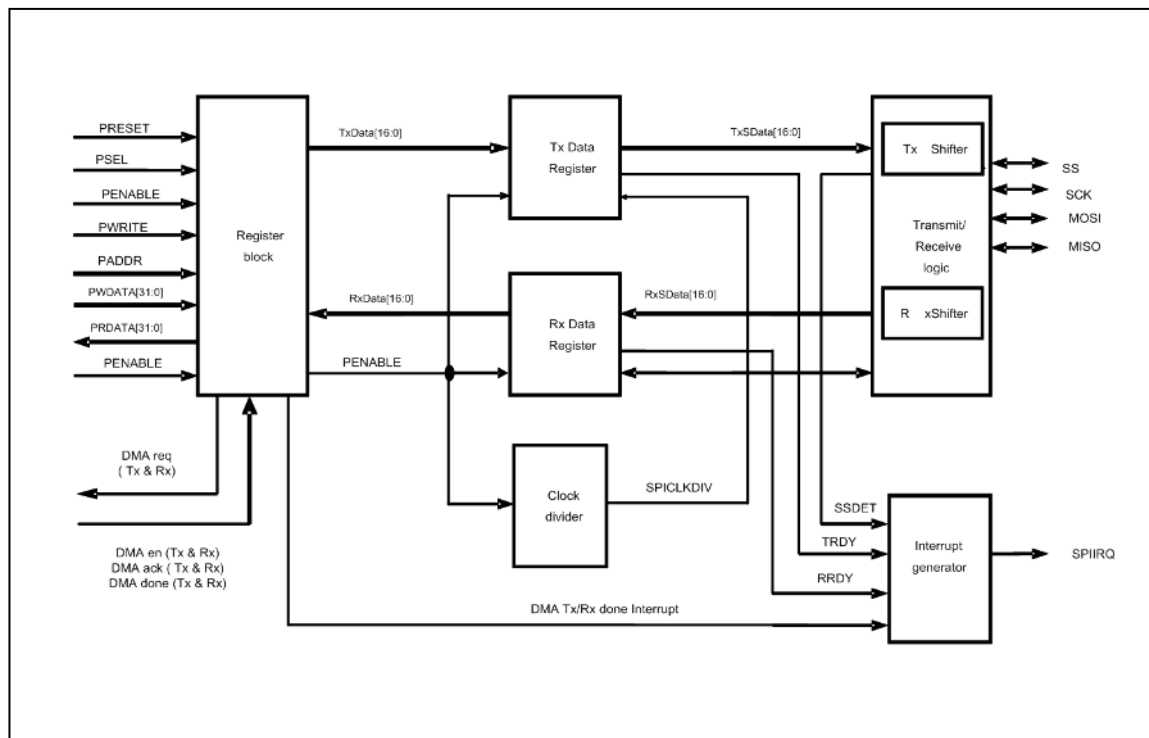 PRESET
PSEL
PENABLE
PWRITE
PADDR
PWDATA[31:0]
PRDATA[31:0]
PENABLE
Register
block
DMA req
( Tx & Rx)
DMA en (Tx & Rx)
DMA ack ( Tx & Rx)
DMA done (Tx & Rx)
TxData[16:0]
RxData[16:0]
PENABLE
Tx Data
Register
Rx Data
Register
Clock
divider
SPICLKDIV
TxSData[16:0]
RxSData[16:0]
Tx Shifter
Transmit/
Receive
logic
R xShifter
SS
SCK
MOSI
MISO
SSDET
TRDY
RRDY
DMA Tx/Rx done Interrupt
Interrupt
generator
SPIIRQ